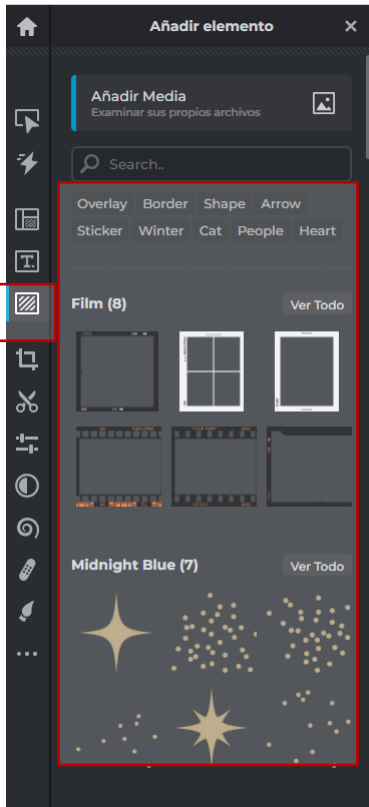 Añadir elemento
Añadir Media
Examinar sus propios archivos
Search..
Overlay Border Shape Arrow
Sticker Winter Cat People Heart
Film (8) Ver Todo
Midnight Blue (7) Ver Todo